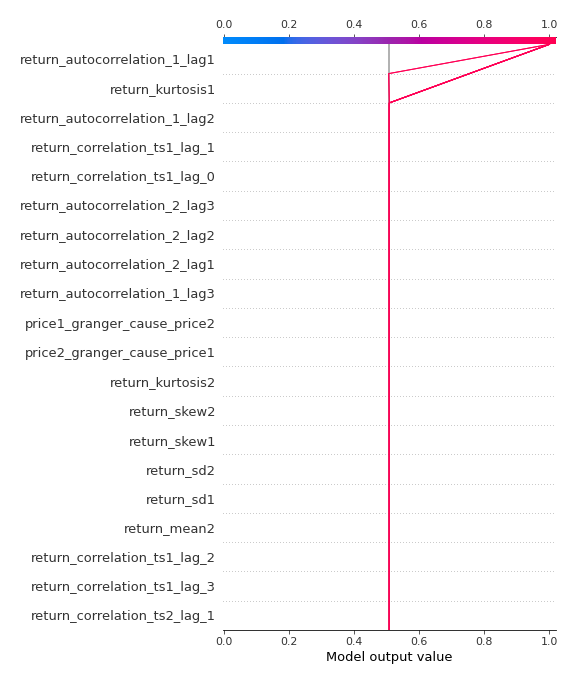 0.0 0.2 0.4 0.6 0.8 1.0
return_autocorrelation_1_lag1
return_kurtosis1
return_autocorrelation_1_lag2
return_correlation_ts1_lag_1
return_correlation_ts1_lag_0
return_autocorrelation_2_lag3
return_autocorrelation_2_lag2
return_autocorrelation_2_lag1
return_autocorrelation_1_lag3
price1_granger_cause_price2
price2_granger_cause_price1
return_kurtosis2
return_skew2
return_skew1
return_sd2
return_sd1
return_mean2
return_correlation_ts1_lag_2
return_correlation_ts1_lag_3
return_correlation_ts2_lag_1
0.0 0.2 0.4 0.6 0.8 1.0
Model output value